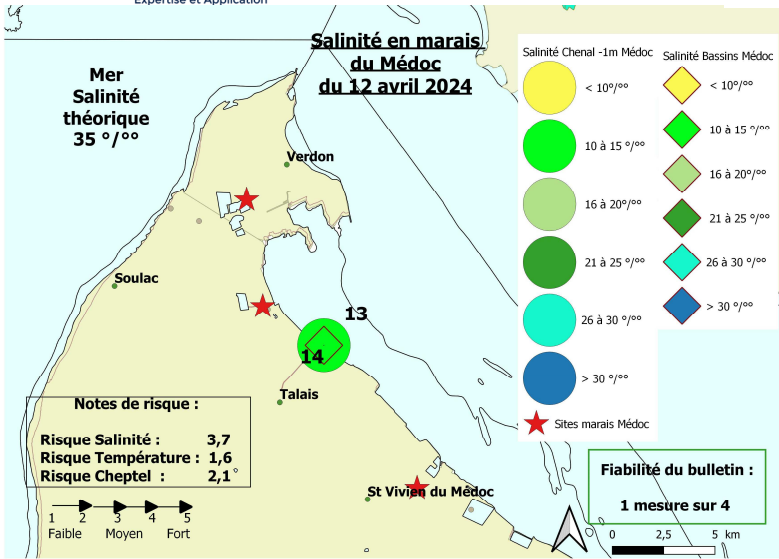 Expertise et Application
Salinité en marais
du Médoc
du 12 avril 2024
Mer
Salinité
théorique
35 °/°°
Verdon
Soulac
13
14
Talais
St Vivien du Médoc
Notes de risque :
Risque Salinité : 3,7
Risque Température : 1,6
Risque Cheptel : 2,1
1 2 3 4 5
Faible Moyen Fort
Salinité Chenal -1m Médoc
< 10°/°°
10 à 15 °/°°
16 à 20°/°°
21 à 25 °/°°
26 à 30 °/°°
> 30 °/°°
Sites marais Médoc
Salinité Bassins Médoc
< 10°/°°
10 à 15 °/°°
16 à 20°/°°
21 à 25 °/°°
26 à 30 °/°°
> 30 °/°°
Fiabilité du bulletin :
1 mesure sur 4
0 2,5 5 km